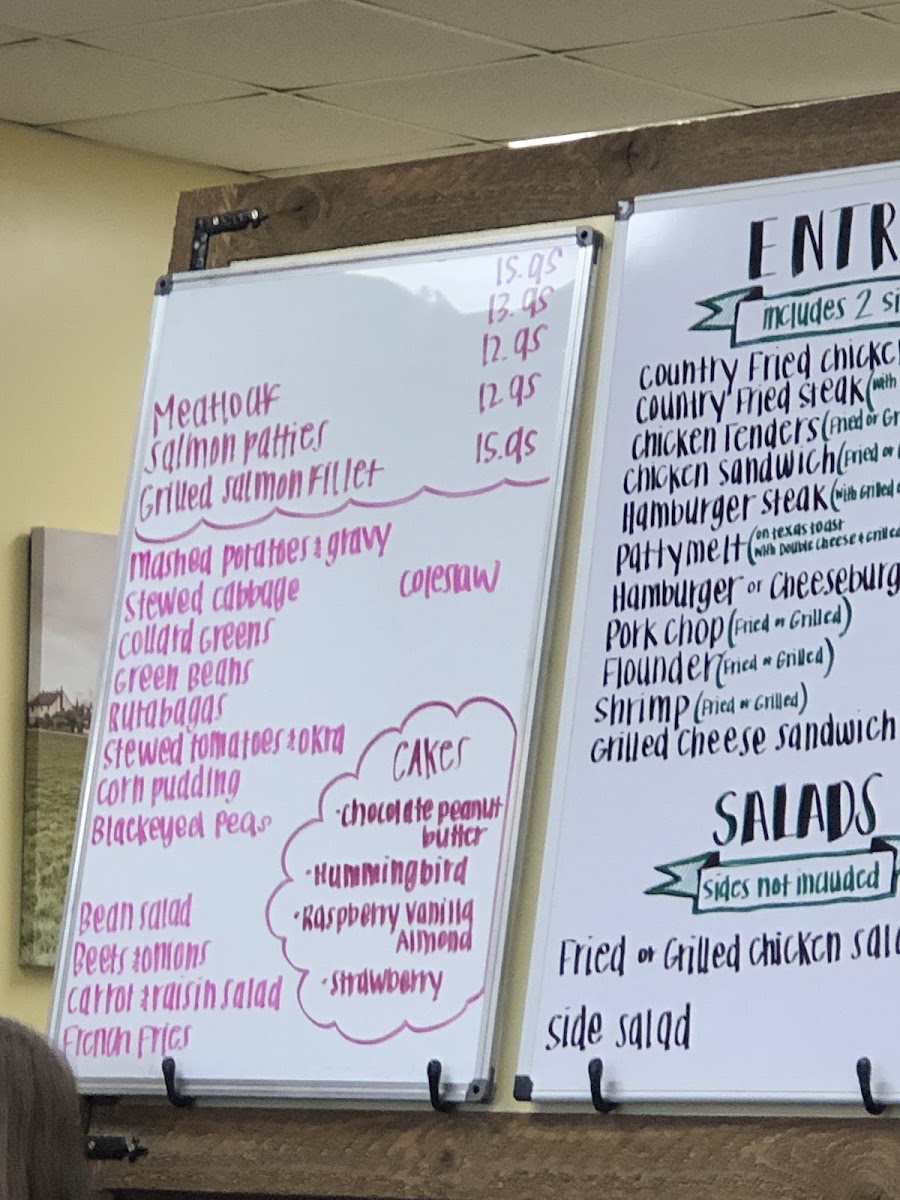 15.95
13.95
12.95
Meatloaf 12.95
Salmon Patties
Grilled Salmon Fillet 15.95
Mashed Potatoes & gravy
Stewed Cabbage
Coleslaw
Collard Greens
Green Beans
Rutabagas
Stewed Tomatoes & Okra
Corn pudding
Blackeyed Peas
Bean salad
Beets & onions
Carrot & raisin salad
French Fries
CAKES
·Chocolate peanut
butter
·Hummingbird
·Raspberry Vanilla
Almond
·Strawberry
ENTR
includes 2 si
Country Fried Chicke
Country Fried Steak (with
Chicken Tenders (Fried or Gr
Chicken Sandwich (Fried or
Hamburger Steak (with Grilled
Pattymelt (on texas toast
with Double Cheese & Grille
Hamburger or Cheeseburg
Pork Chop (Fried or Grilled)
Flounder (Fried or Grilled)
Shrimp (Fried or Grilled)
Grilled Cheese Sandwich
SALADS
sides not included
Fried or Grilled Chicken Sala
Side Salad